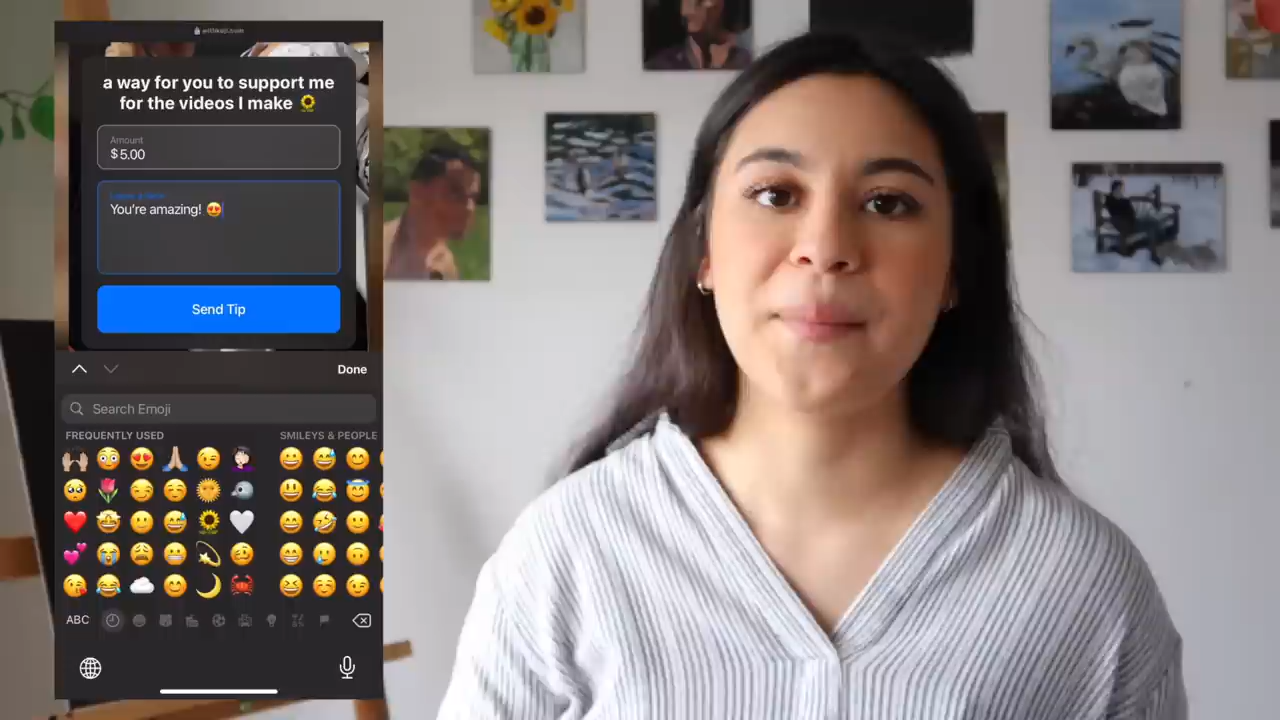 a way for you to support me
for the videos I make 🌻
Amount
$5.00
You're amazing! 😍
Send Tip
Done
Search Emoji
FREQUENTLY USED
SMILEYS & PEOPLE
ABC